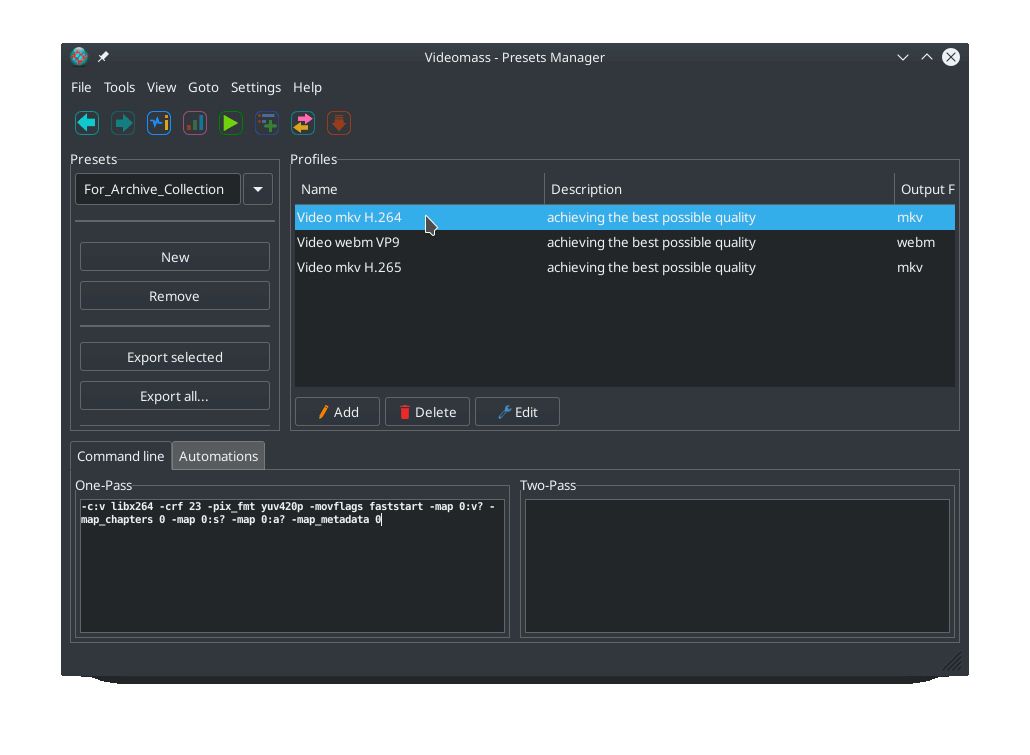 Videomass - Presets Manager
File Tools View Goto Settings Help
Presets
For_Archive_Collection
New
Remove
Export selected
Export all...
Profiles
Name Description Output F
Video mkv H.264 achieving the best possible quality mkv
Video webm VP9 achieving the best possible quality webm
Video mkv H.265 achieving the best possible quality mkv
Add Delete Edit
Command line Automations
One-Pass
-c:v libx264 -crf 23 -pix_fmt yuv420p -movflags faststart -map 0:v? -
map_chapters 0 -map 0:s? -map 0:a? -map_metadata 0
Two-Pass